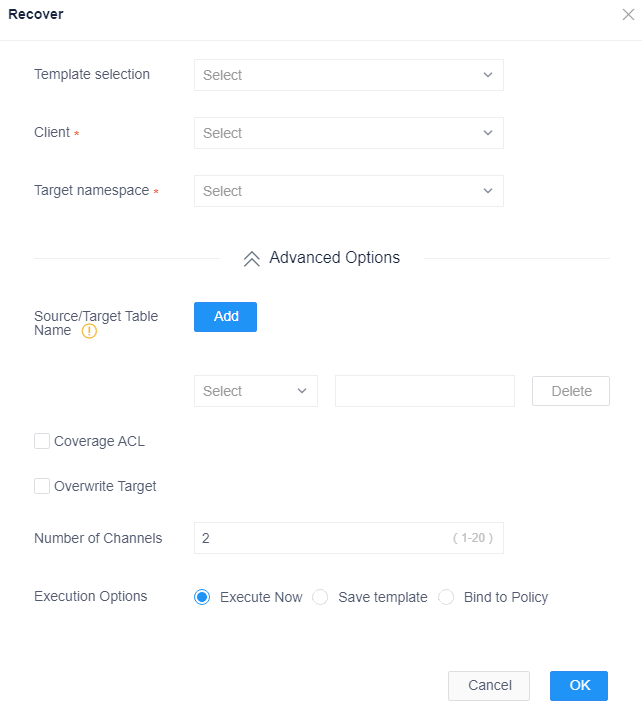 Recover
Template selection Select
Client * Select
Target namespace * Select
Advanced Options
Source/Target Table
Name Add
Select Delete
Coverage ACL
Overwrite Target
Number of Channels 2 ( 1-20 )
Execution Options Execute Now Save template Bind to Policy
Cancel OK